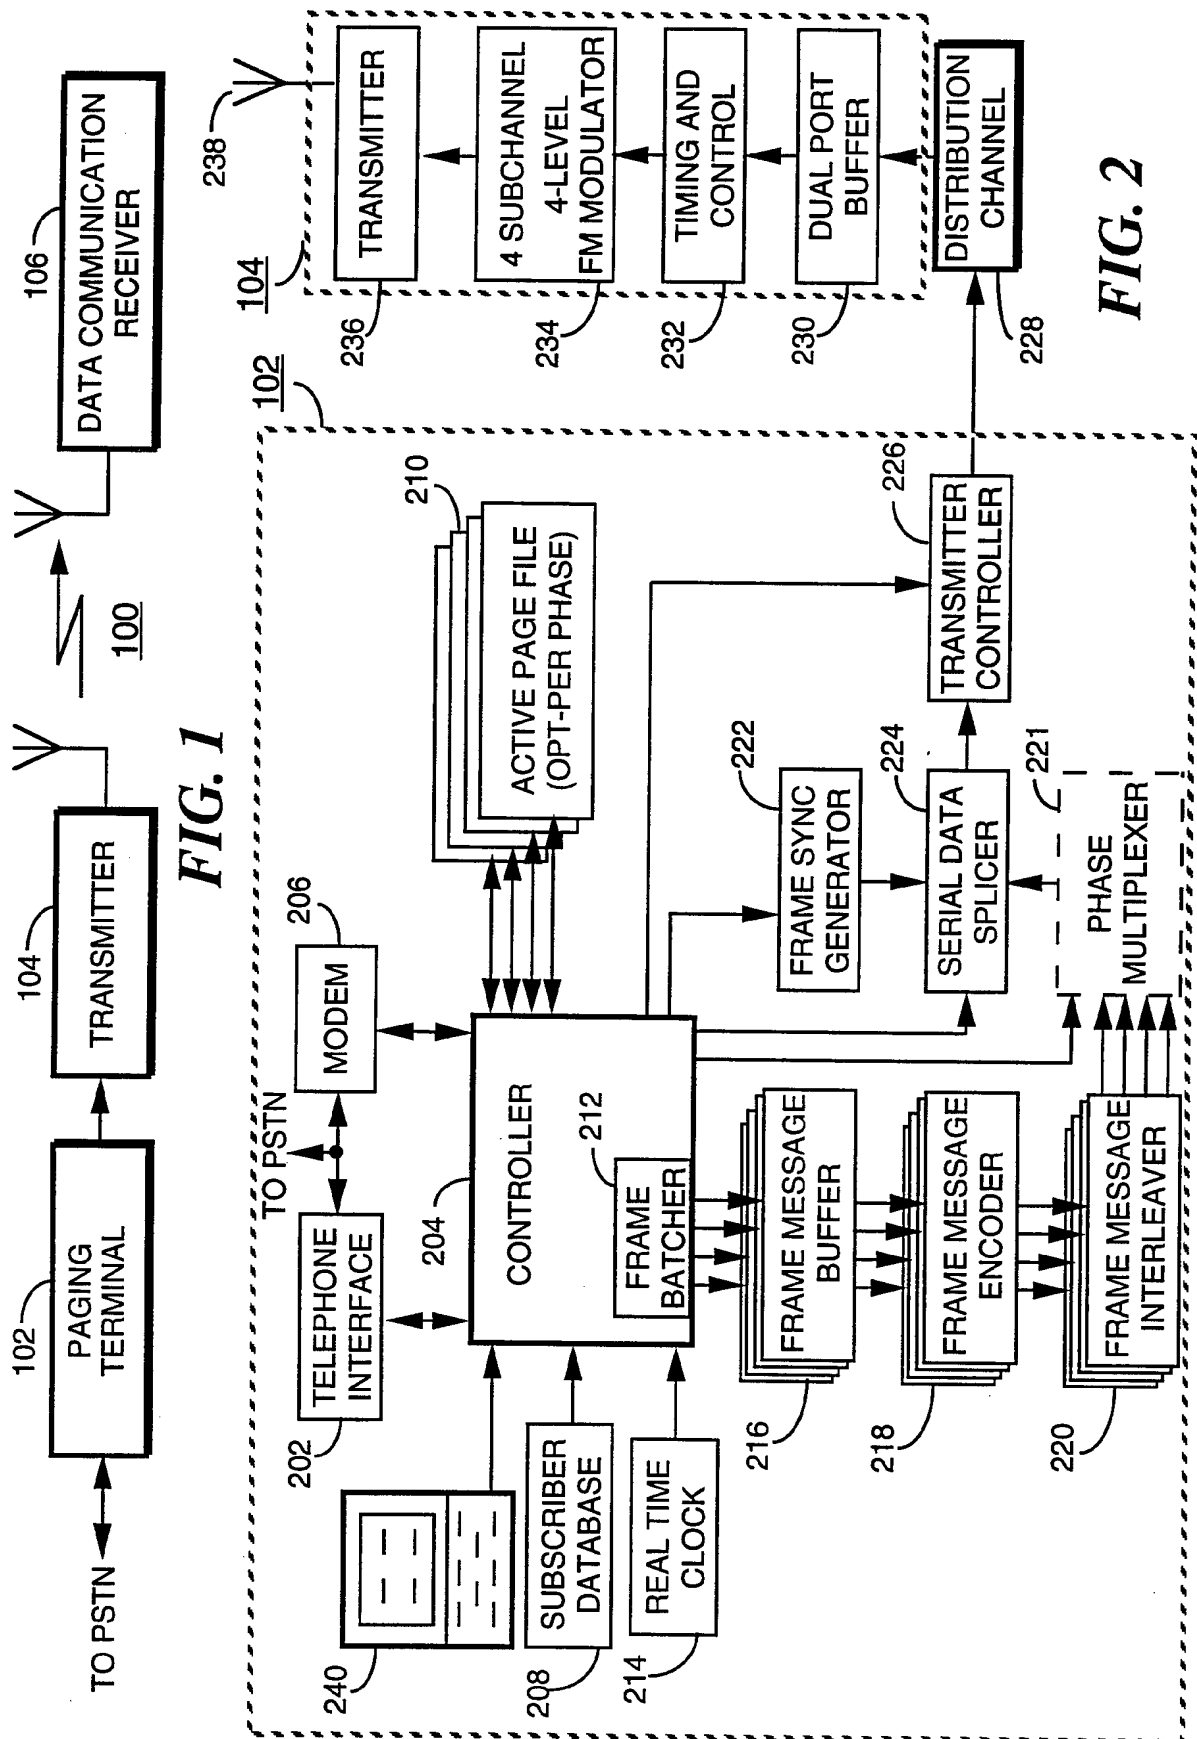 TO PSTN
102
PAGING
TERMINAL
104
TRANSMITTER
100
106
DATA COMMUNICATION
RECEIVER
FIG. 1
102
TO PSTN
202
TELEPHONE
INTERFACE
206
MODEM
210
ACTIVE PAGE FILE
(OPT-PER PHASE)
240
204
CONTROLLER
208
SUBSCRIBER
DATABASE
212
FRAME
BATCHER
214
REAL TIME
CLOCK
216
FRAME MESSAGE
BUFFER
218
FRAME MESSAGE
ENCODER
220
FRAME MESSAGE
INTERLEAVER
222
FRAME SYNC
GENERATOR
224
SERIAL DATA
SPLICER
221
PHASE
MULTIPLEXER
226
TRANSMITTER
CONTROLLER
104
238
236
TRANSMITTER
234
4 SUBCHANNEL
4-LEVEL
FM MODULATOR
232
TIMING AND
CONTROL
230
DUAL PORT
BUFFER
228
DISTRIBUTION
CHANNEL
FIG. 2